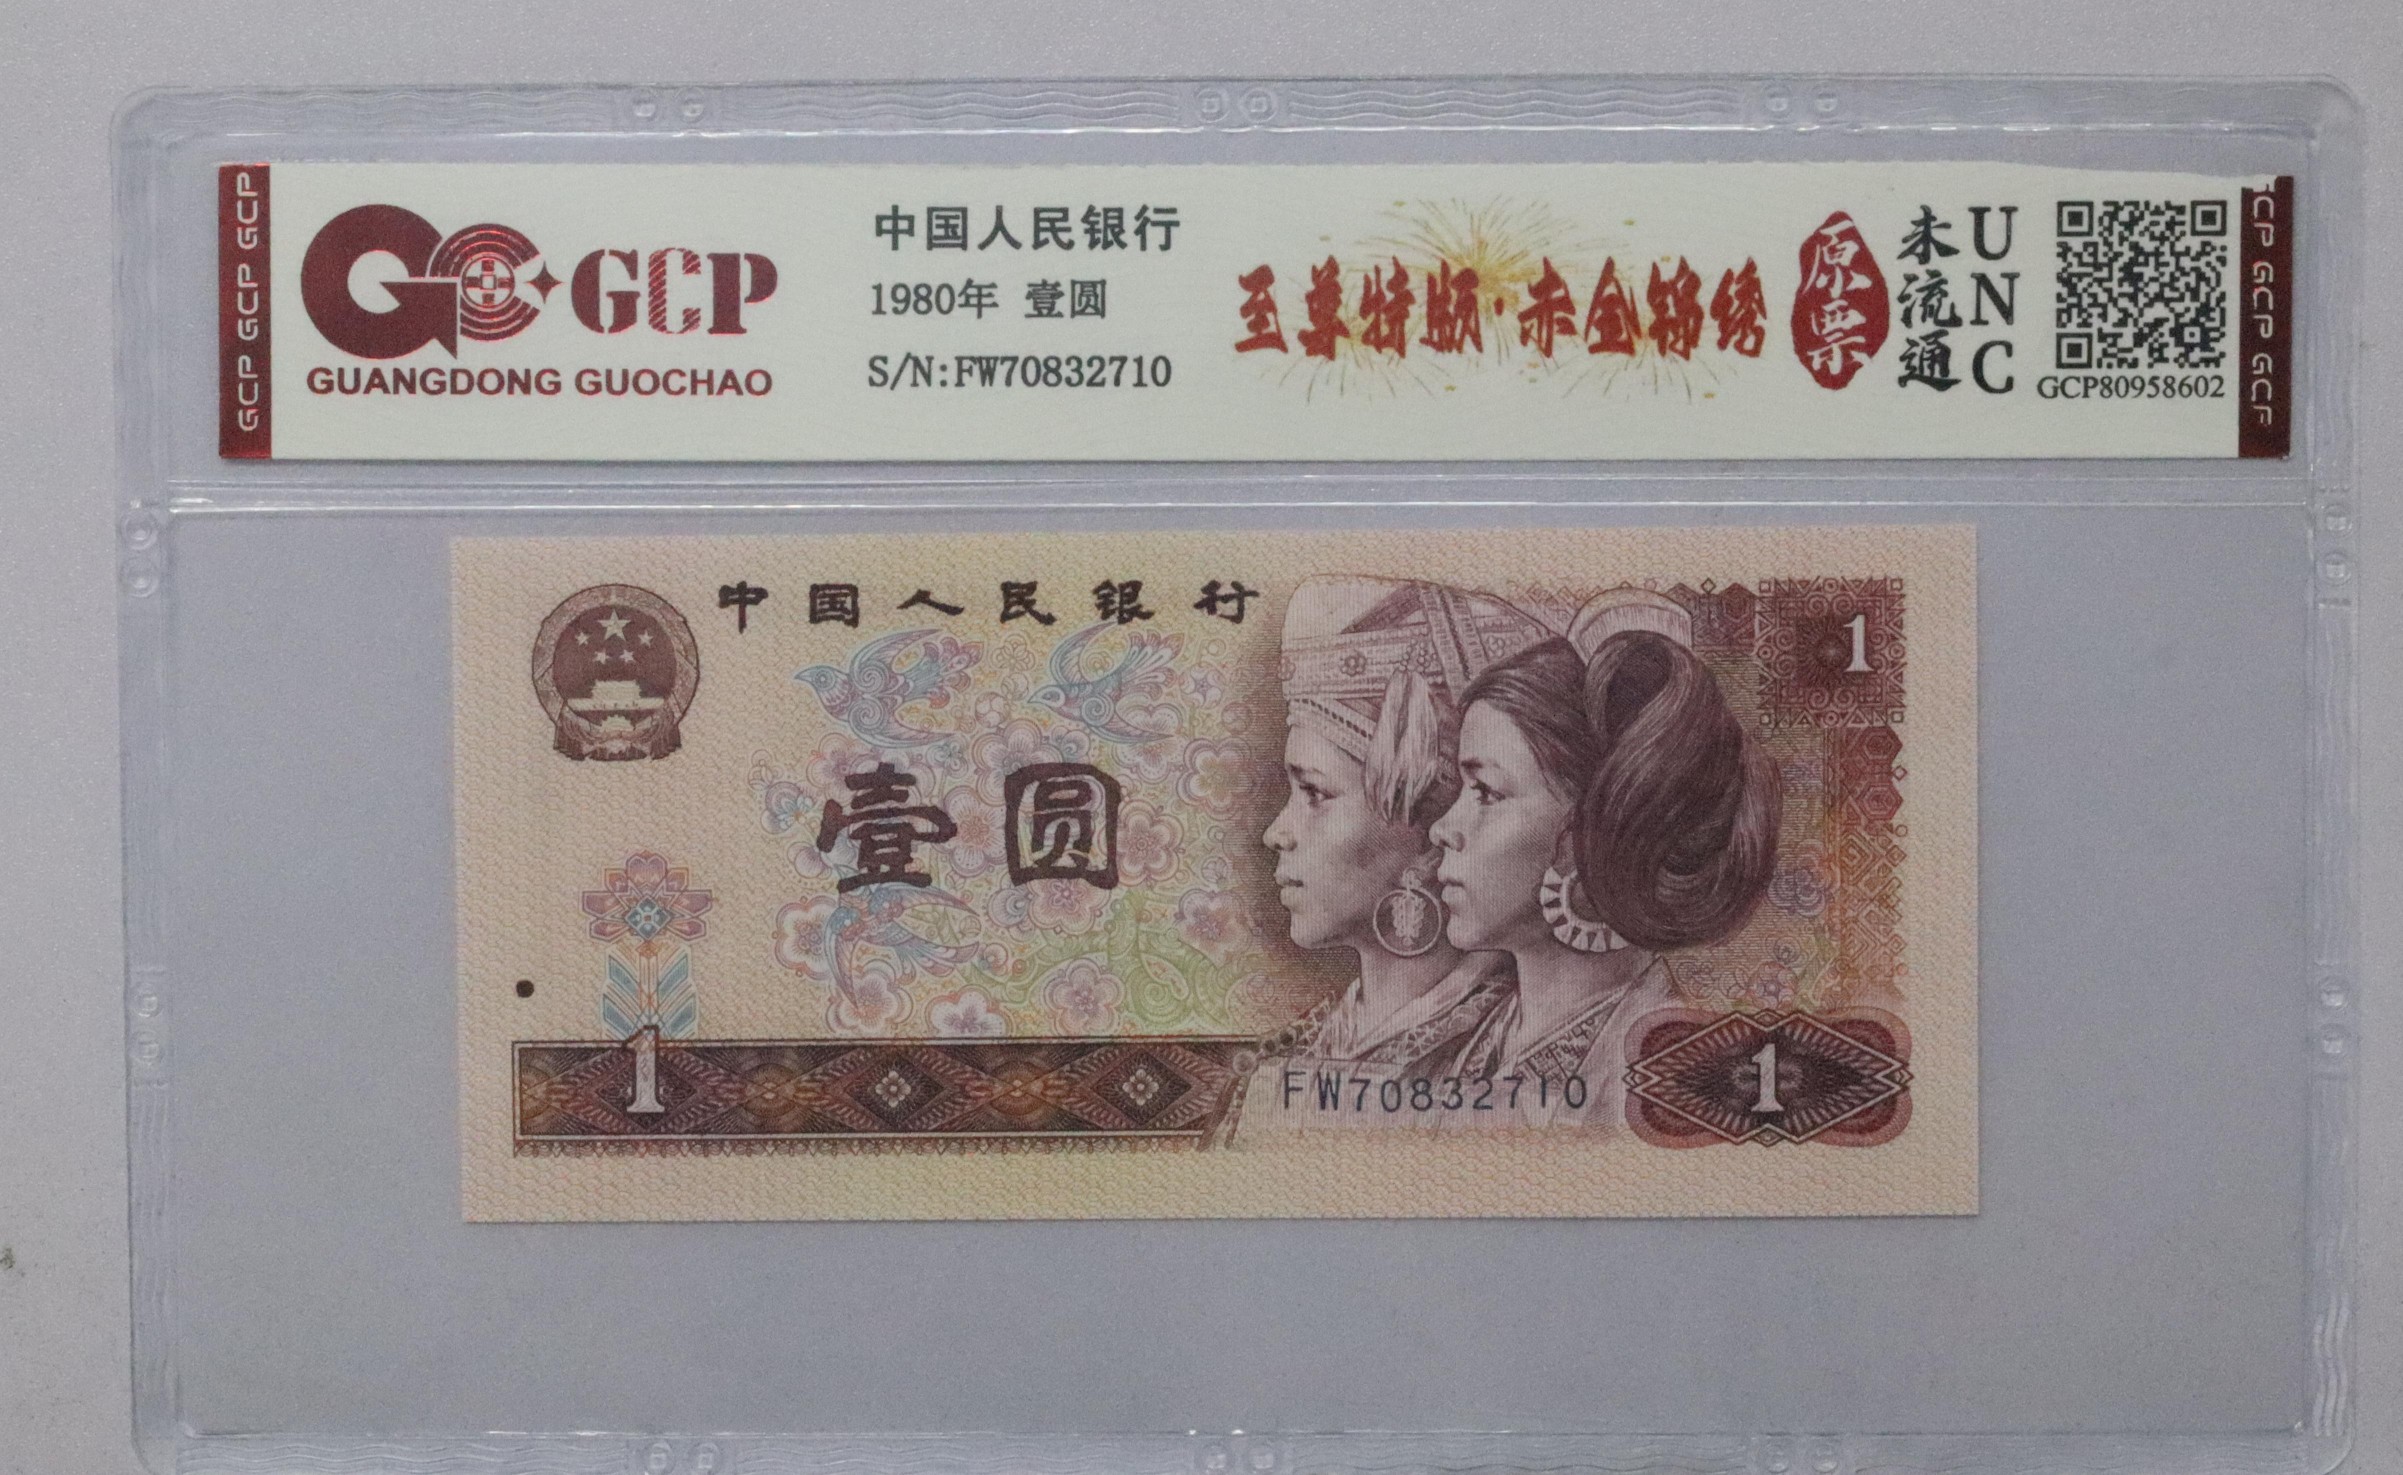 GCP GCP GCP
GCP
GUANGDONG GUOCHAO
中国人民银行
1980年 壹圆
S/N:FW70832710
至尊特版·赤金锦绣
原票
未流通
UNC
GCP80958602
GCP GCP GCP
中国人民银行
1
壹圆
1
FW70832710
1